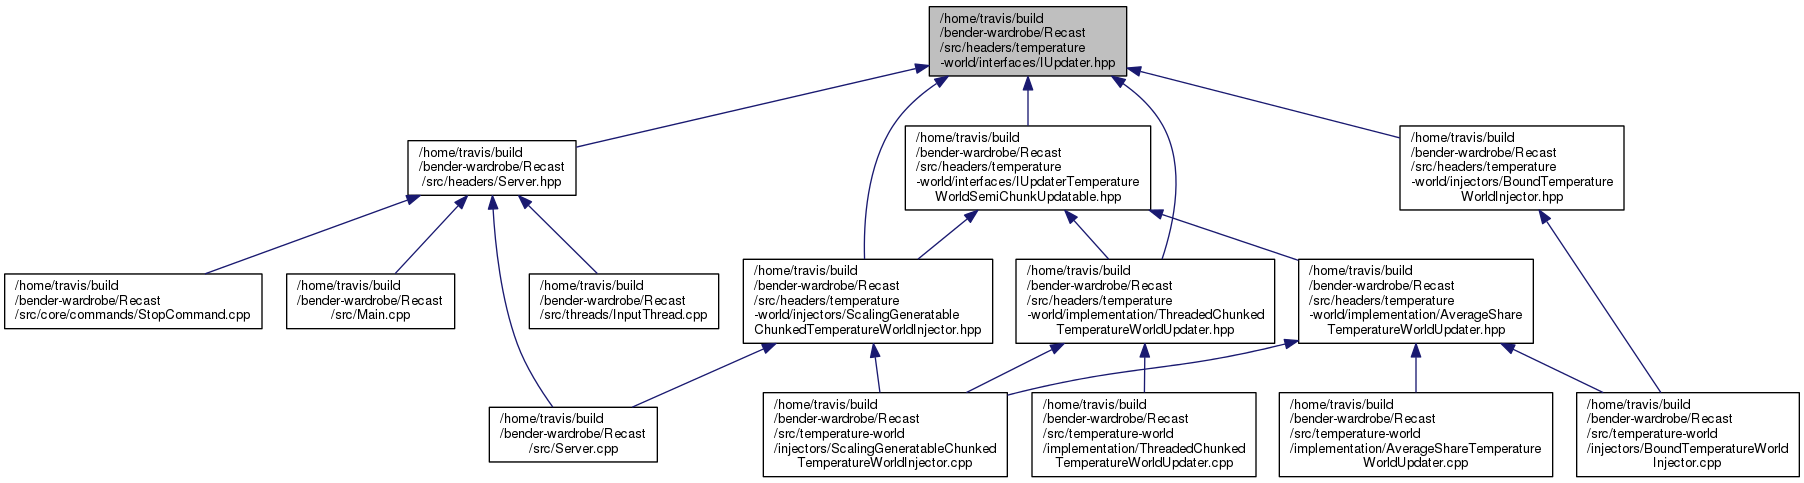 /home/travis/build
/bender-wardrobe/Recast
/src/headers/temperature
-world/interfaces/IUpdater.hpp
/home/travis/build
/bender-wardrobe/Recast
/src/headers/Server.hpp
/home/travis/build
/bender-wardrobe/Recast
/src/headers/temperature
-world/interfaces/IUpdaterTemperature
WorldSemiChunkUpdatable.hpp
/home/travis/build
/bender-wardrobe/Recast
/src/headers/temperature
-world/injectors/BoundTemperature
WorldInjector.hpp
/home/travis/build
/bender-wardrobe/Recast
/src/core/commands/StopCommand.cpp
/home/travis/build
/bender-wardrobe/Recast
/src/Main.cpp
/home/travis/build
/bender-wardrobe/Recast
/src/threads/InputThread.cpp
/home/travis/build
/bender-wardrobe/Recast
/src/headers/temperature
-world/injectors/ScalingGeneratable
ChunkedTemperatureWorldInjector.hpp
/home/travis/build
/bender-wardrobe/Recast
/src/headers/temperature
-world/implementation/ThreadedChunked
TemperatureWorldUpdater.hpp
/home/travis/build
/bender-wardrobe/Recast
/src/headers/temperature
-world/implementation/AverageShare
TemperatureWorldUpdater.hpp
/home/travis/build
/bender-wardrobe/Recast
/src/Server.cpp
/home/travis/build
/bender-wardrobe/Recast
/src/temperature-world
/injectors/ScalingGeneratableChunked
TemperatureWorldInjector.cpp
/home/travis/build
/bender-wardrobe/Recast
/src/temperature-world
/implementation/ThreadedChunked
TemperatureWorldUpdater.cpp
/home/travis/build
/bender-wardrobe/Recast
/src/temperature-world
/implementation/AverageShareTemperature
WorldUpdater.cpp
/home/travis/build
/bender-wardrobe/Recast
/src/temperature-world
/injectors/BoundTemperatureWorld
Injector.cpp